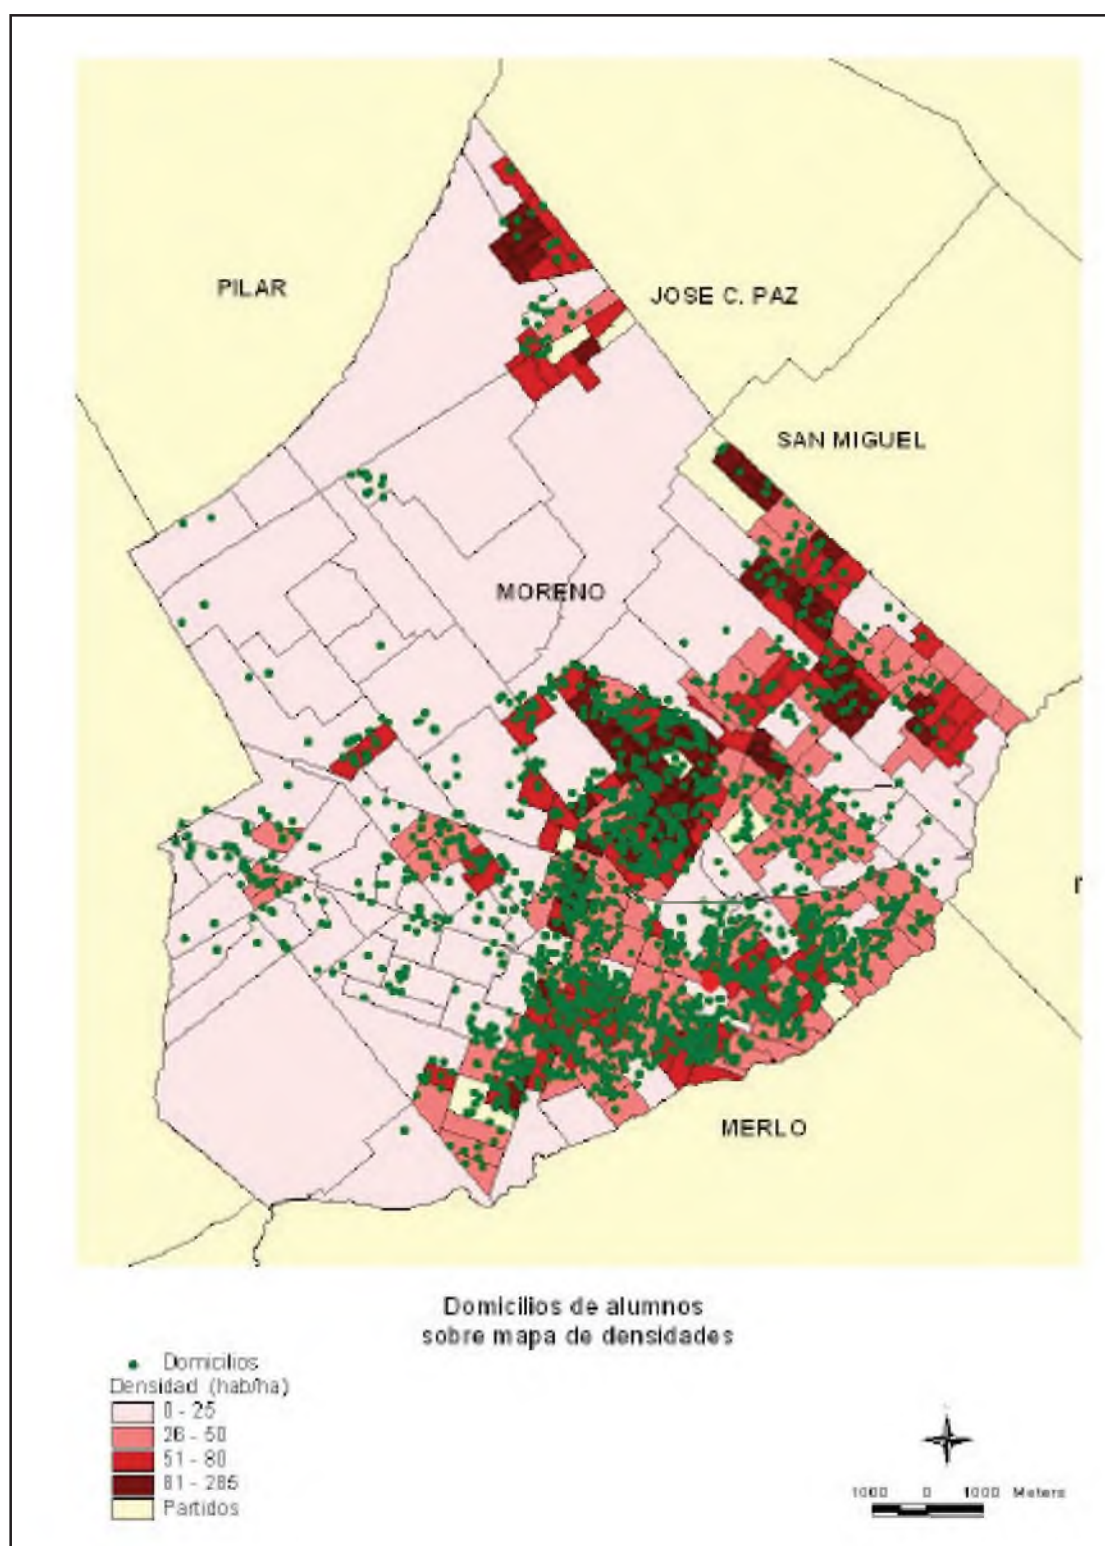 PILAR
JOSE C. PAZ
SAN MIGUEL
MORENO
MERLO
Domicilios de alumnos
sobre mapa de densidades
Domicilios
Densidad (hab/ha)
0 - 25
26 - 50
51 - 80
81 - 285
Partidos
1000 0 1000 Meters